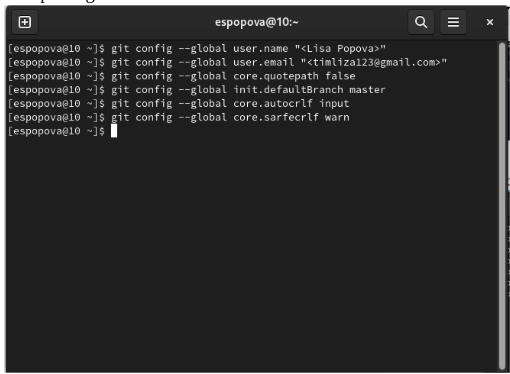 espopova@10:~
[espopova@10 ~]$ git config --global user.name "<Lisa Popova>"
[espopova@10 ~]$ git config --global user.email "<timliza123@gmail.com>"
[espopova@10 ~]$ git config --global core.quotepath false
[espopova@10 ~]$ git config --global init.defaultBranch master
[espopova@10 ~]$ git config --global core.autocrlf input
[espopova@10 ~]$ git config --global core.sarfecrlf warn
[espopova@10 ~]$